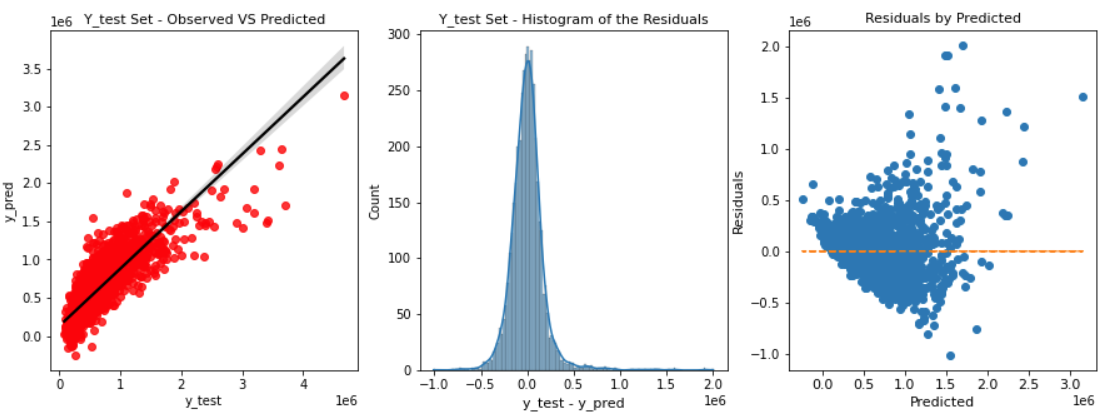 Y_test Set - Observed VS Predicted
1e6
3.5
3.0
2.5
2.0
1.5
1.0
0.5
0.0
y_pred
0
1
2
3
4
y_test
1e6
Y_test Set - Histogram of the Residuals
300
250
200
150
100
50
0
Count
−1.0
−0.5
0.0
0.5
1.0
1.5
2.0
y_test - y_pred
1e6
Residuals by Predicted
1e6
2.0
1.5
1.0
0.5
0.0
−0.5
−1.0
Residuals
0.0
0.5
1.0
1.5
2.0
2.5
3.0
Predicted
1e6